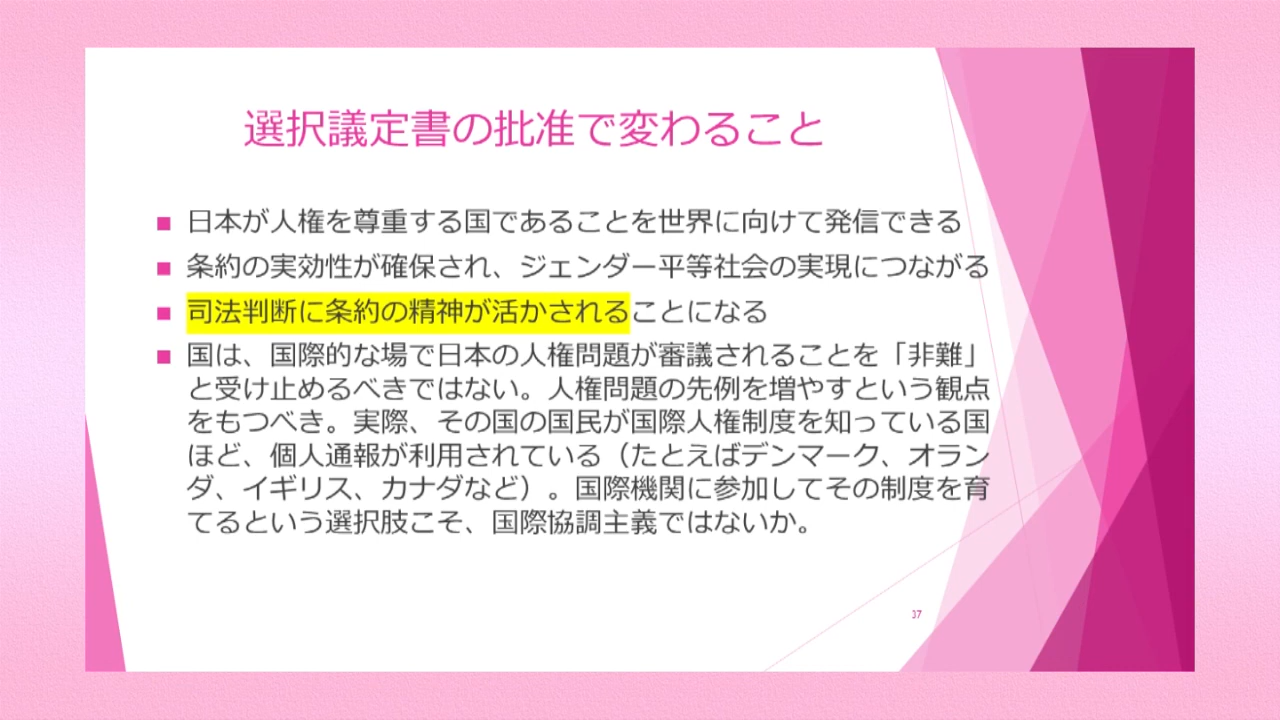 選択議定書の批准で変わること
■ 日本が人権を尊重する国であることを世界に向けて発信できる
■ 条約の実効性が確保され、ジェンダー平等社会の実現につながる
■ 司法判断に条約の精神が活かされることになる
■ 国は、国際的な場で日本の人権問題が審議されることを「非難」
と受け止めるべきではない。人権問題の先例を増やすという観点
をもつべき。実際、その国の国民が国際人権制度を知っている国
ほど、個人通報が利用されている（たとえばデンマーク、オラン
ダ、イギリス、カナダなど）。国際機関に参加してその制度を育
てるという選択肢こそ、国際協調主義ではないか。